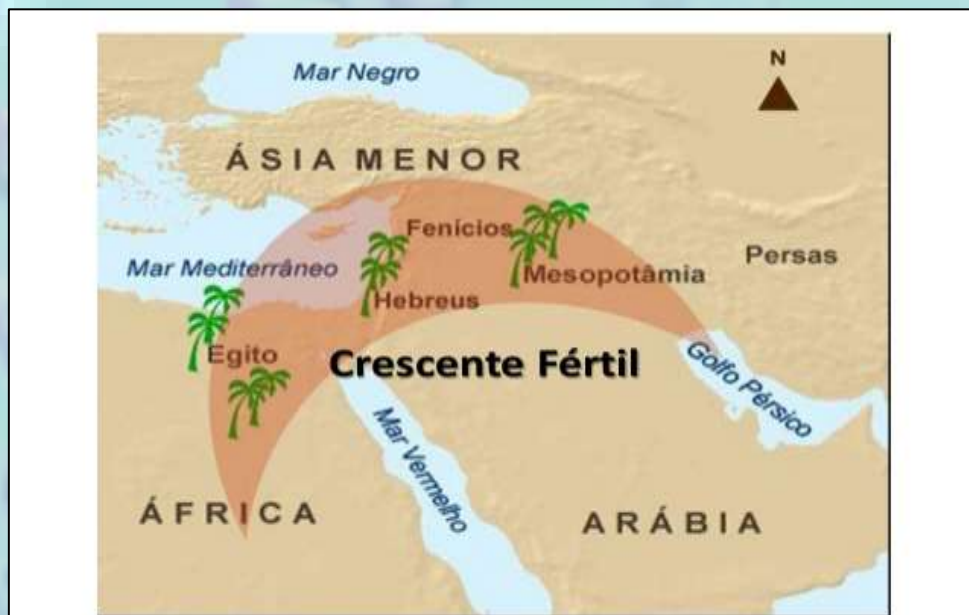 N
Mar Negro
ÁSIA MENOR
Fenícios
Persas
Mar Mediterrâneo
Mesopotâmia
Hebreus
Egito
Crescente Fértil
Golfo Pérsico
Mar Vermelho
ÁFRICA
ARÁBIA